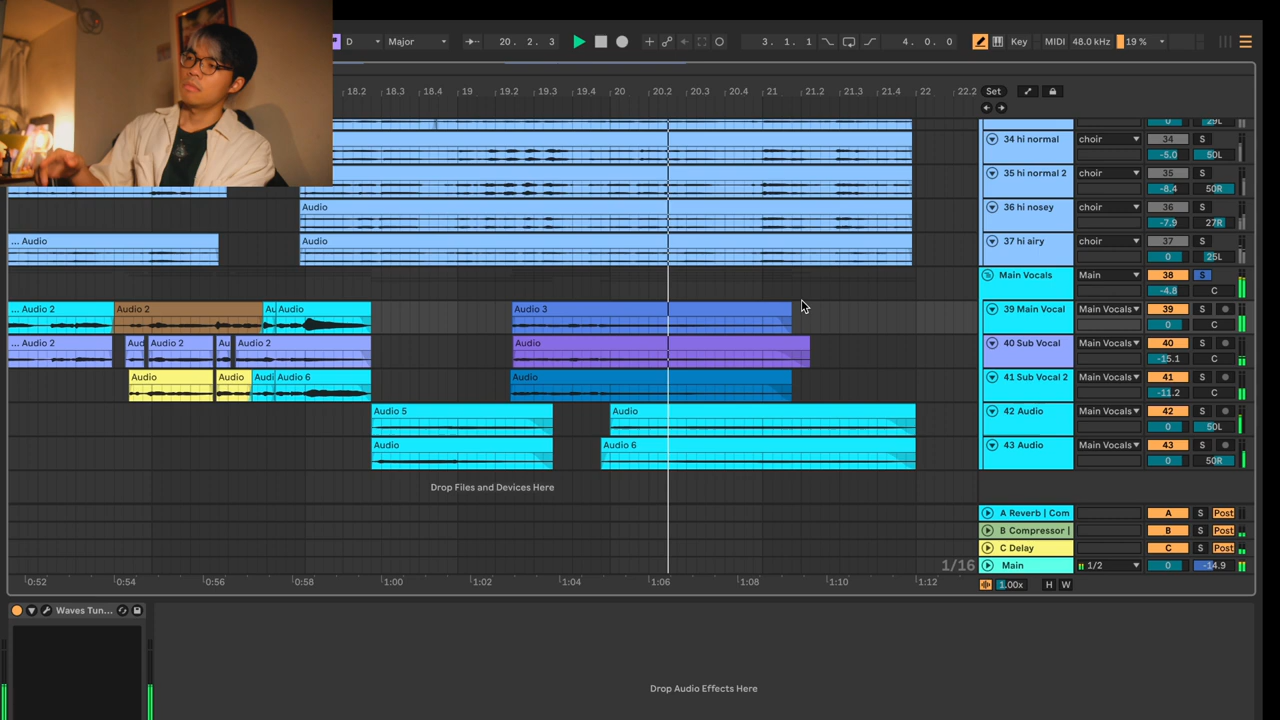 D Major 20. 2. 3 3. 1. 1 4. 0. 0 Key MIDI 48.0 kHz 19 %
18.2 18.3 18.4 19 19.2 19.3 19.4 20 20.2 20.3 20.4 21 21.2 21.3 21.4 22 22.2 Set
0 29L
34 hi normal choir 34 S
-5.0 50L
35 hi normal 2 choir 35 S
-8.4 50R
Audio 36 hi nosey choir 36 S
-7.9 27R
... Audio Audio 37 hi airy choir 37 S
0 25L
Main Vocals Main 38 S
-4.8 C
... Audio 2 Audio 2 Au Audio Audio 3 39 Main Vocal Main Vocals 39 S
0 C
... Audio 2 Aud Audio 2 Au Audio 2 Audio 40 Sub Vocal Main Vocals 40 S
-15.1 C
Audio Audio Audi Audio 6 Audio 41 Sub Vocal 2 Main Vocals 41 S
-11.2 C
Audio 5 Audio 42 Audio Main Vocals 42 S
0 50L
Audio Audio 6 43 Audio Main Vocals 43 S
0 50R
Drop Files and Devices Here
A Reverb | Com A S Post
B Compressor | B S Post
C Delay C S Post
1/16 Main 1/2 0 -14.9
0:52 0:54 0:56 0:58 1:00 1:02 1:04 1:06 1:08 1:10 1:12 1.00x H W
Waves Tun...
Drop Audio Effects Here